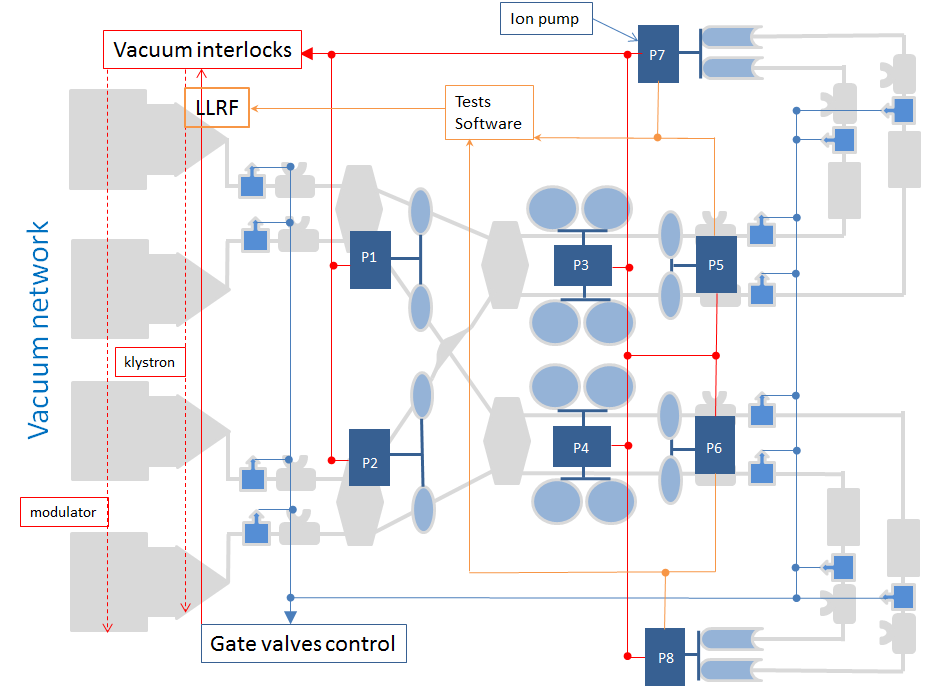 Ion pump
Vacuum interlocks
P7
LLRF
Tests
Software
P1
P3
P5
Vacuum network
klystron
P2
P4
P6
modulator
Gate valves control
P8